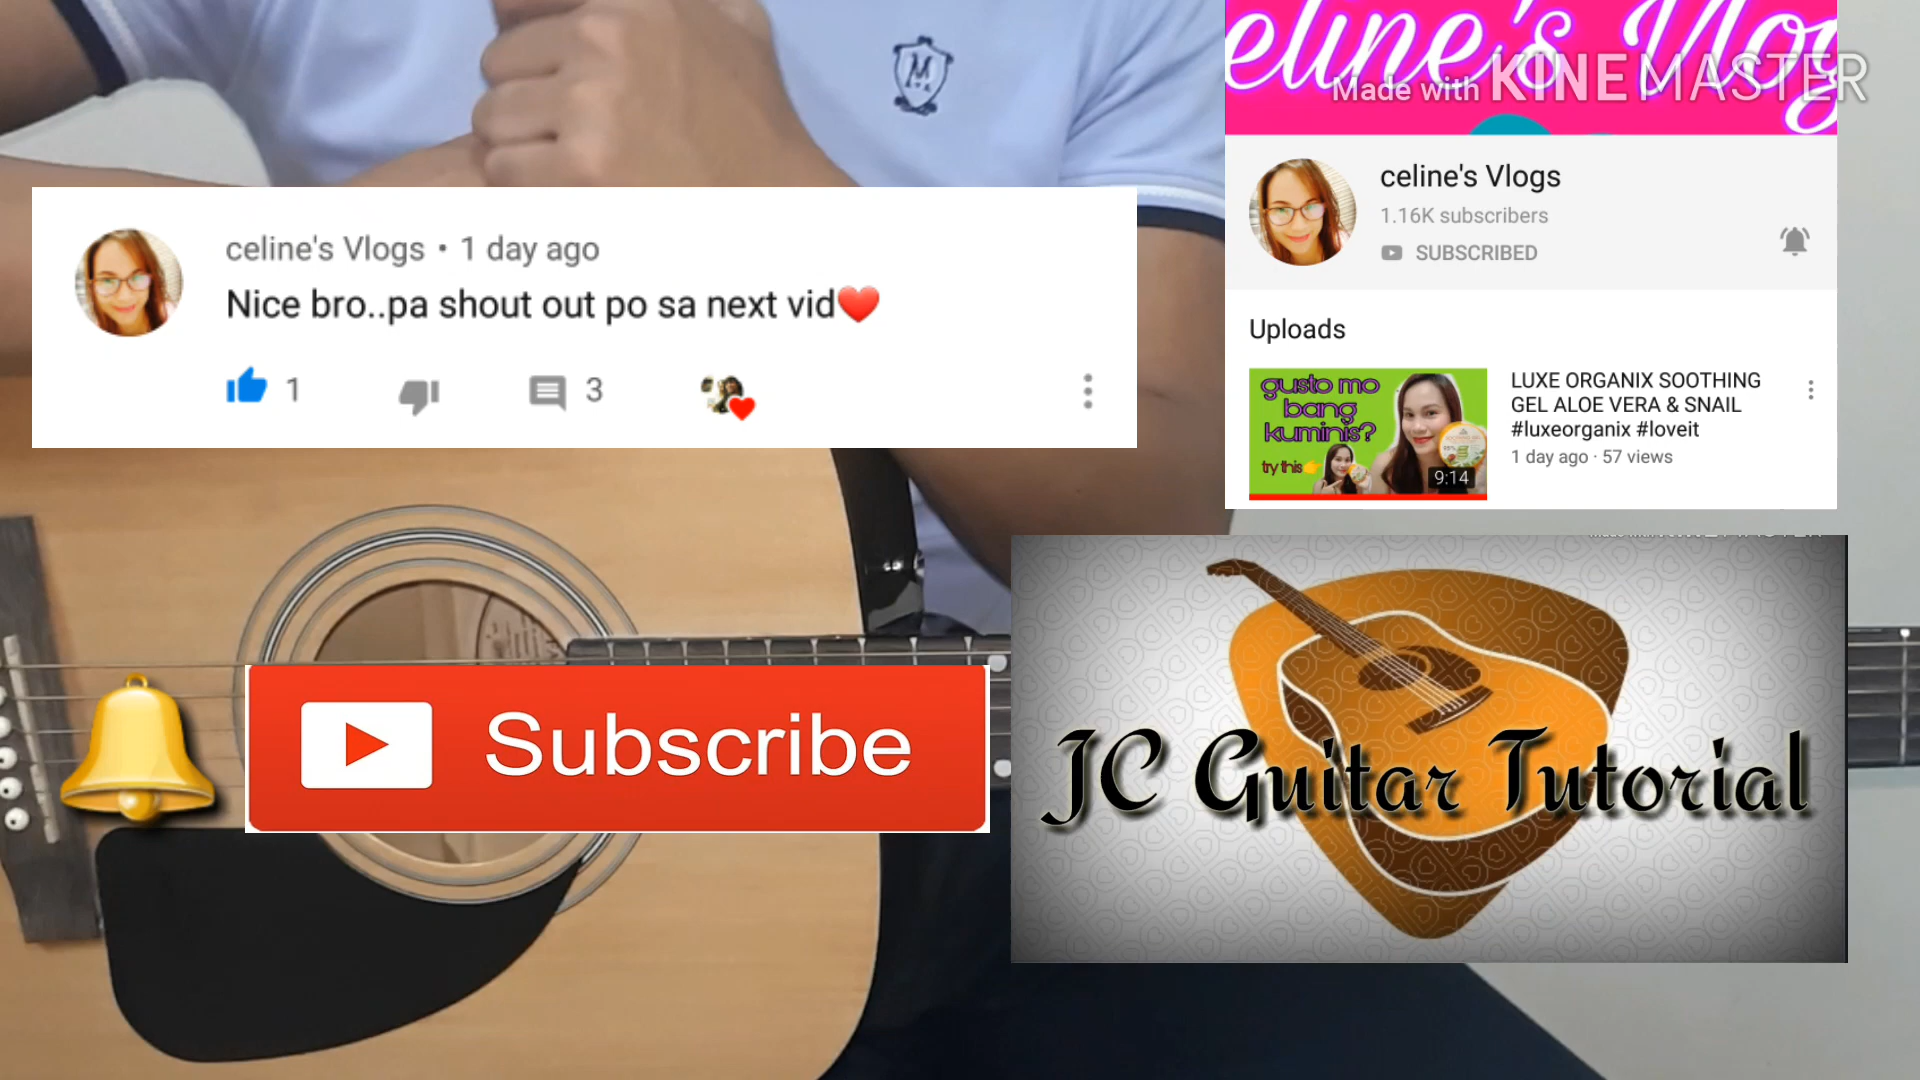 celine's Vlog
Made with KINEMASTER
M
celine's Vlogs
1.16K subscribers
SUBSCRIBED
celine's Vlogs • 1 day ago
Nice bro..pa shout out po sa next vid❤️
1
3
Uploads
gusto mo
bang
kuminis?
try this👉
9:14
LUXE ORGANIX SOOTHING
GEL ALOE VERA & SNAIL
#luxeorganix #loveit
1 day ago · 57 views
Subscribe
JC Guitar Tutorial